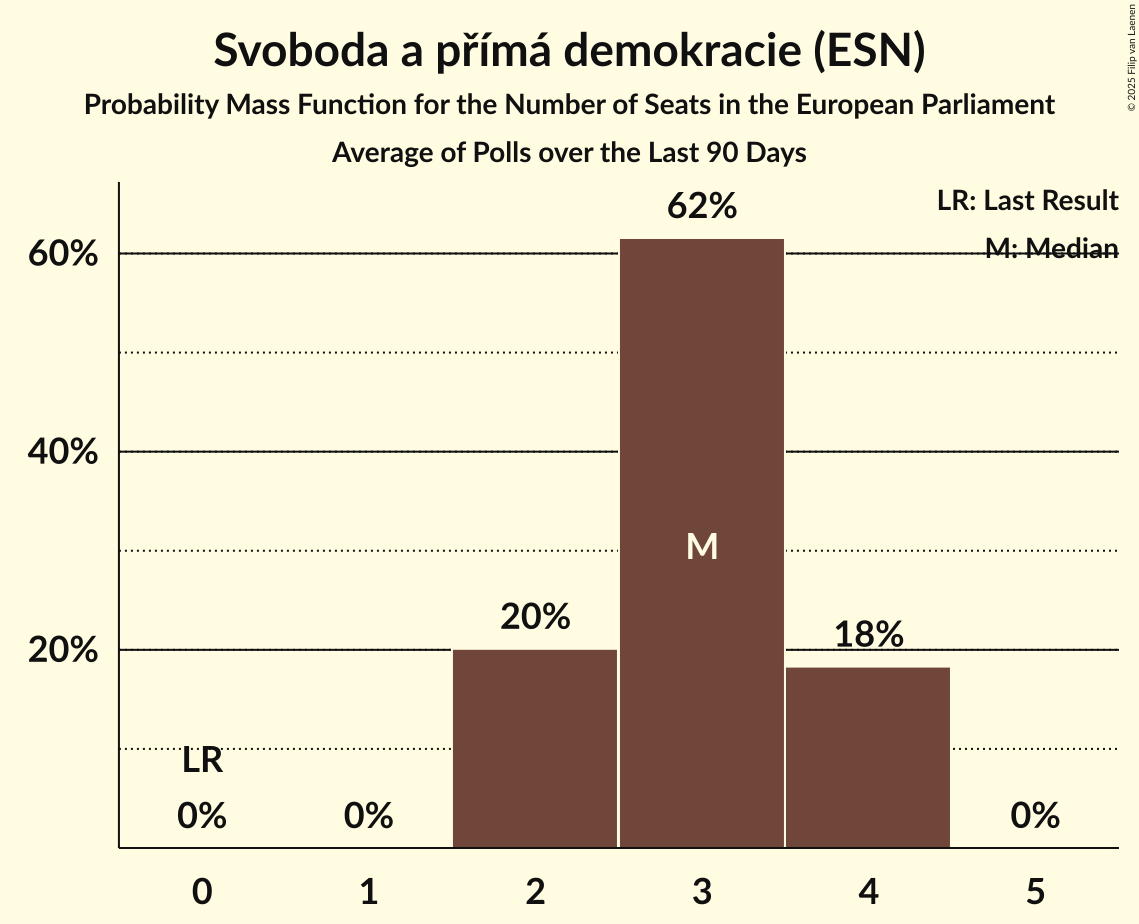 Svoboda a přímá demokracie (ESN)
Probability Mass Function for the Number of Seats in the European Parliament
Average of Polls over the Last 90 Days
© 2025 Filip van Laenen
LR: Last Result
M: Median
62%
60%
40%
M
20%
18%
20%
LR
0%
0%
0%
0
1
2
3
4
5